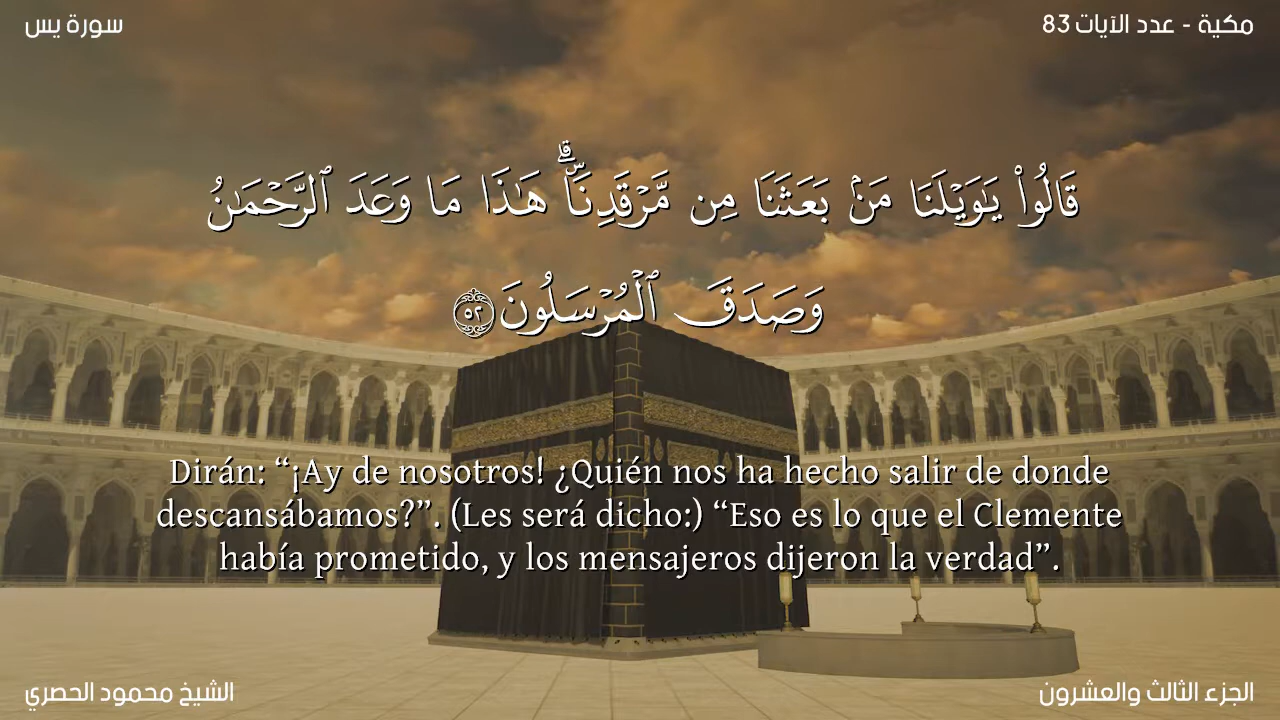 مكية - عدد الآيات 83
سورة يس
قَالُوا۟ يَـٰوَيْلَنَا مَنۢ بَعَثَنَا مِن مَّرْقَدِنَا ۜ ۗ هَـٰذَا مَا وَعَدَ ٱلرَّحْمَـٰنُ
وَصَدَقَ ٱلْمُرْسَلُونَ ٥٢
Dirán: “¡Ay de nosotros! ¿Quién nos ha hecho salir de donde
descansábamos?”. (Les será dicho:) “Eso es lo que el Clemente
había prometido, y los mensajeros dijeron la verdad”.
الجزء الثالث والعشرون
الشيخ محمود الحصري